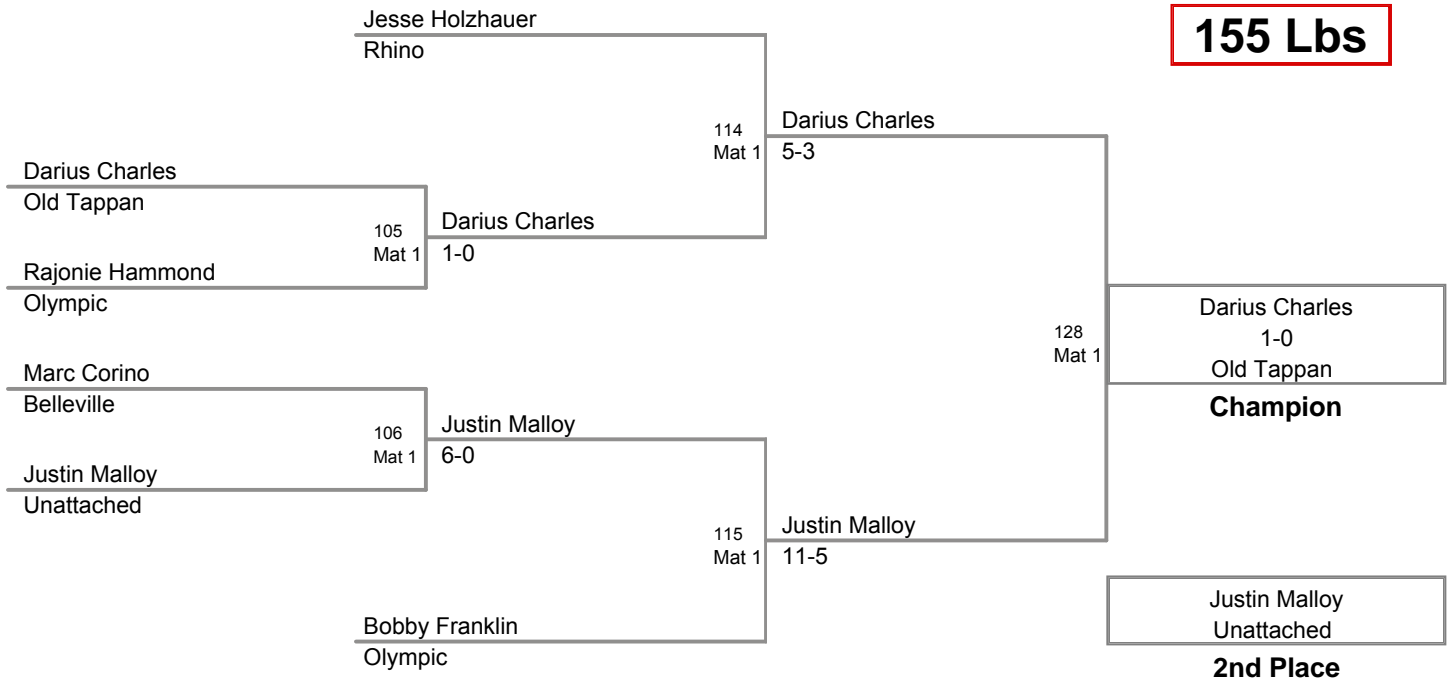 Jesse Holzhauer
Rhino
155 Lbs
114
Mat 1
Darius Charles
5-3
Darius Charles
Old Tappan
105
Mat 1
Darius Charles
1-0
Rajonie Hammond
Olympic
128
Mat 1
Darius Charles
1-0
Old Tappan
Champion
Marc Corino
Belleville
106
Mat 1
Justin Malloy
6-0
Justin Malloy
Unattached
115
Mat 1
Justin Malloy
11-5
Bobby Franklin
Olympic
Justin Malloy
Unattached
2nd Place